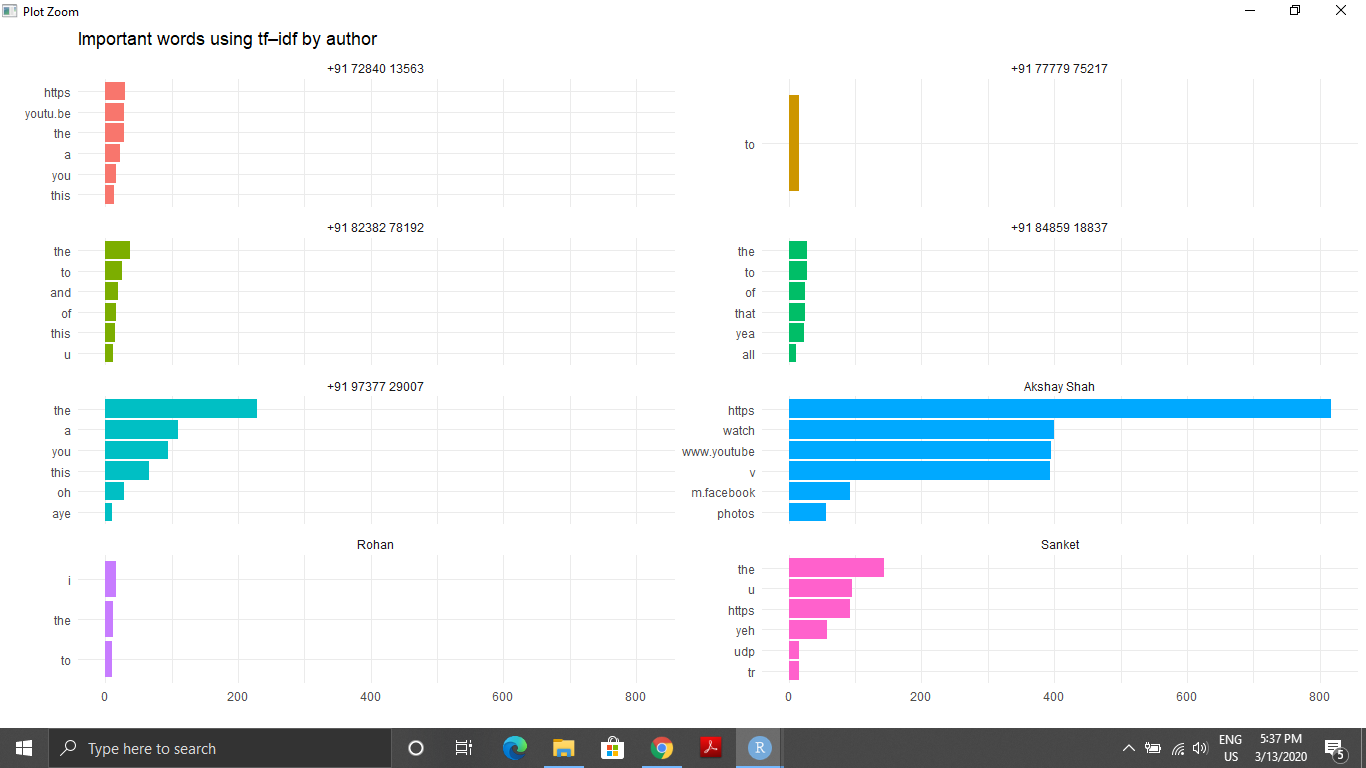 Plot Zoom
Important words using tf–idf by author
+91 72840 13563
https
youtu.be
the
a
you
this
+91 77779 75217
to
+91 82382 78192
the
to
and
of
this
u
+91 84859 18837
the
to
of
that
yea
all
+91 97377 29007
the
a
you
this
oh
aye
Akshay Shah
https
watch
www.youtube
v
m.facebook
photos
Rohan
i
the
to
Sanket
the
u
https
yeh
udp
tr
0 200 400 600 800
0 200 400 600 800
Type here to search
R
ENG
US
5:37 PM
3/13/2020
5